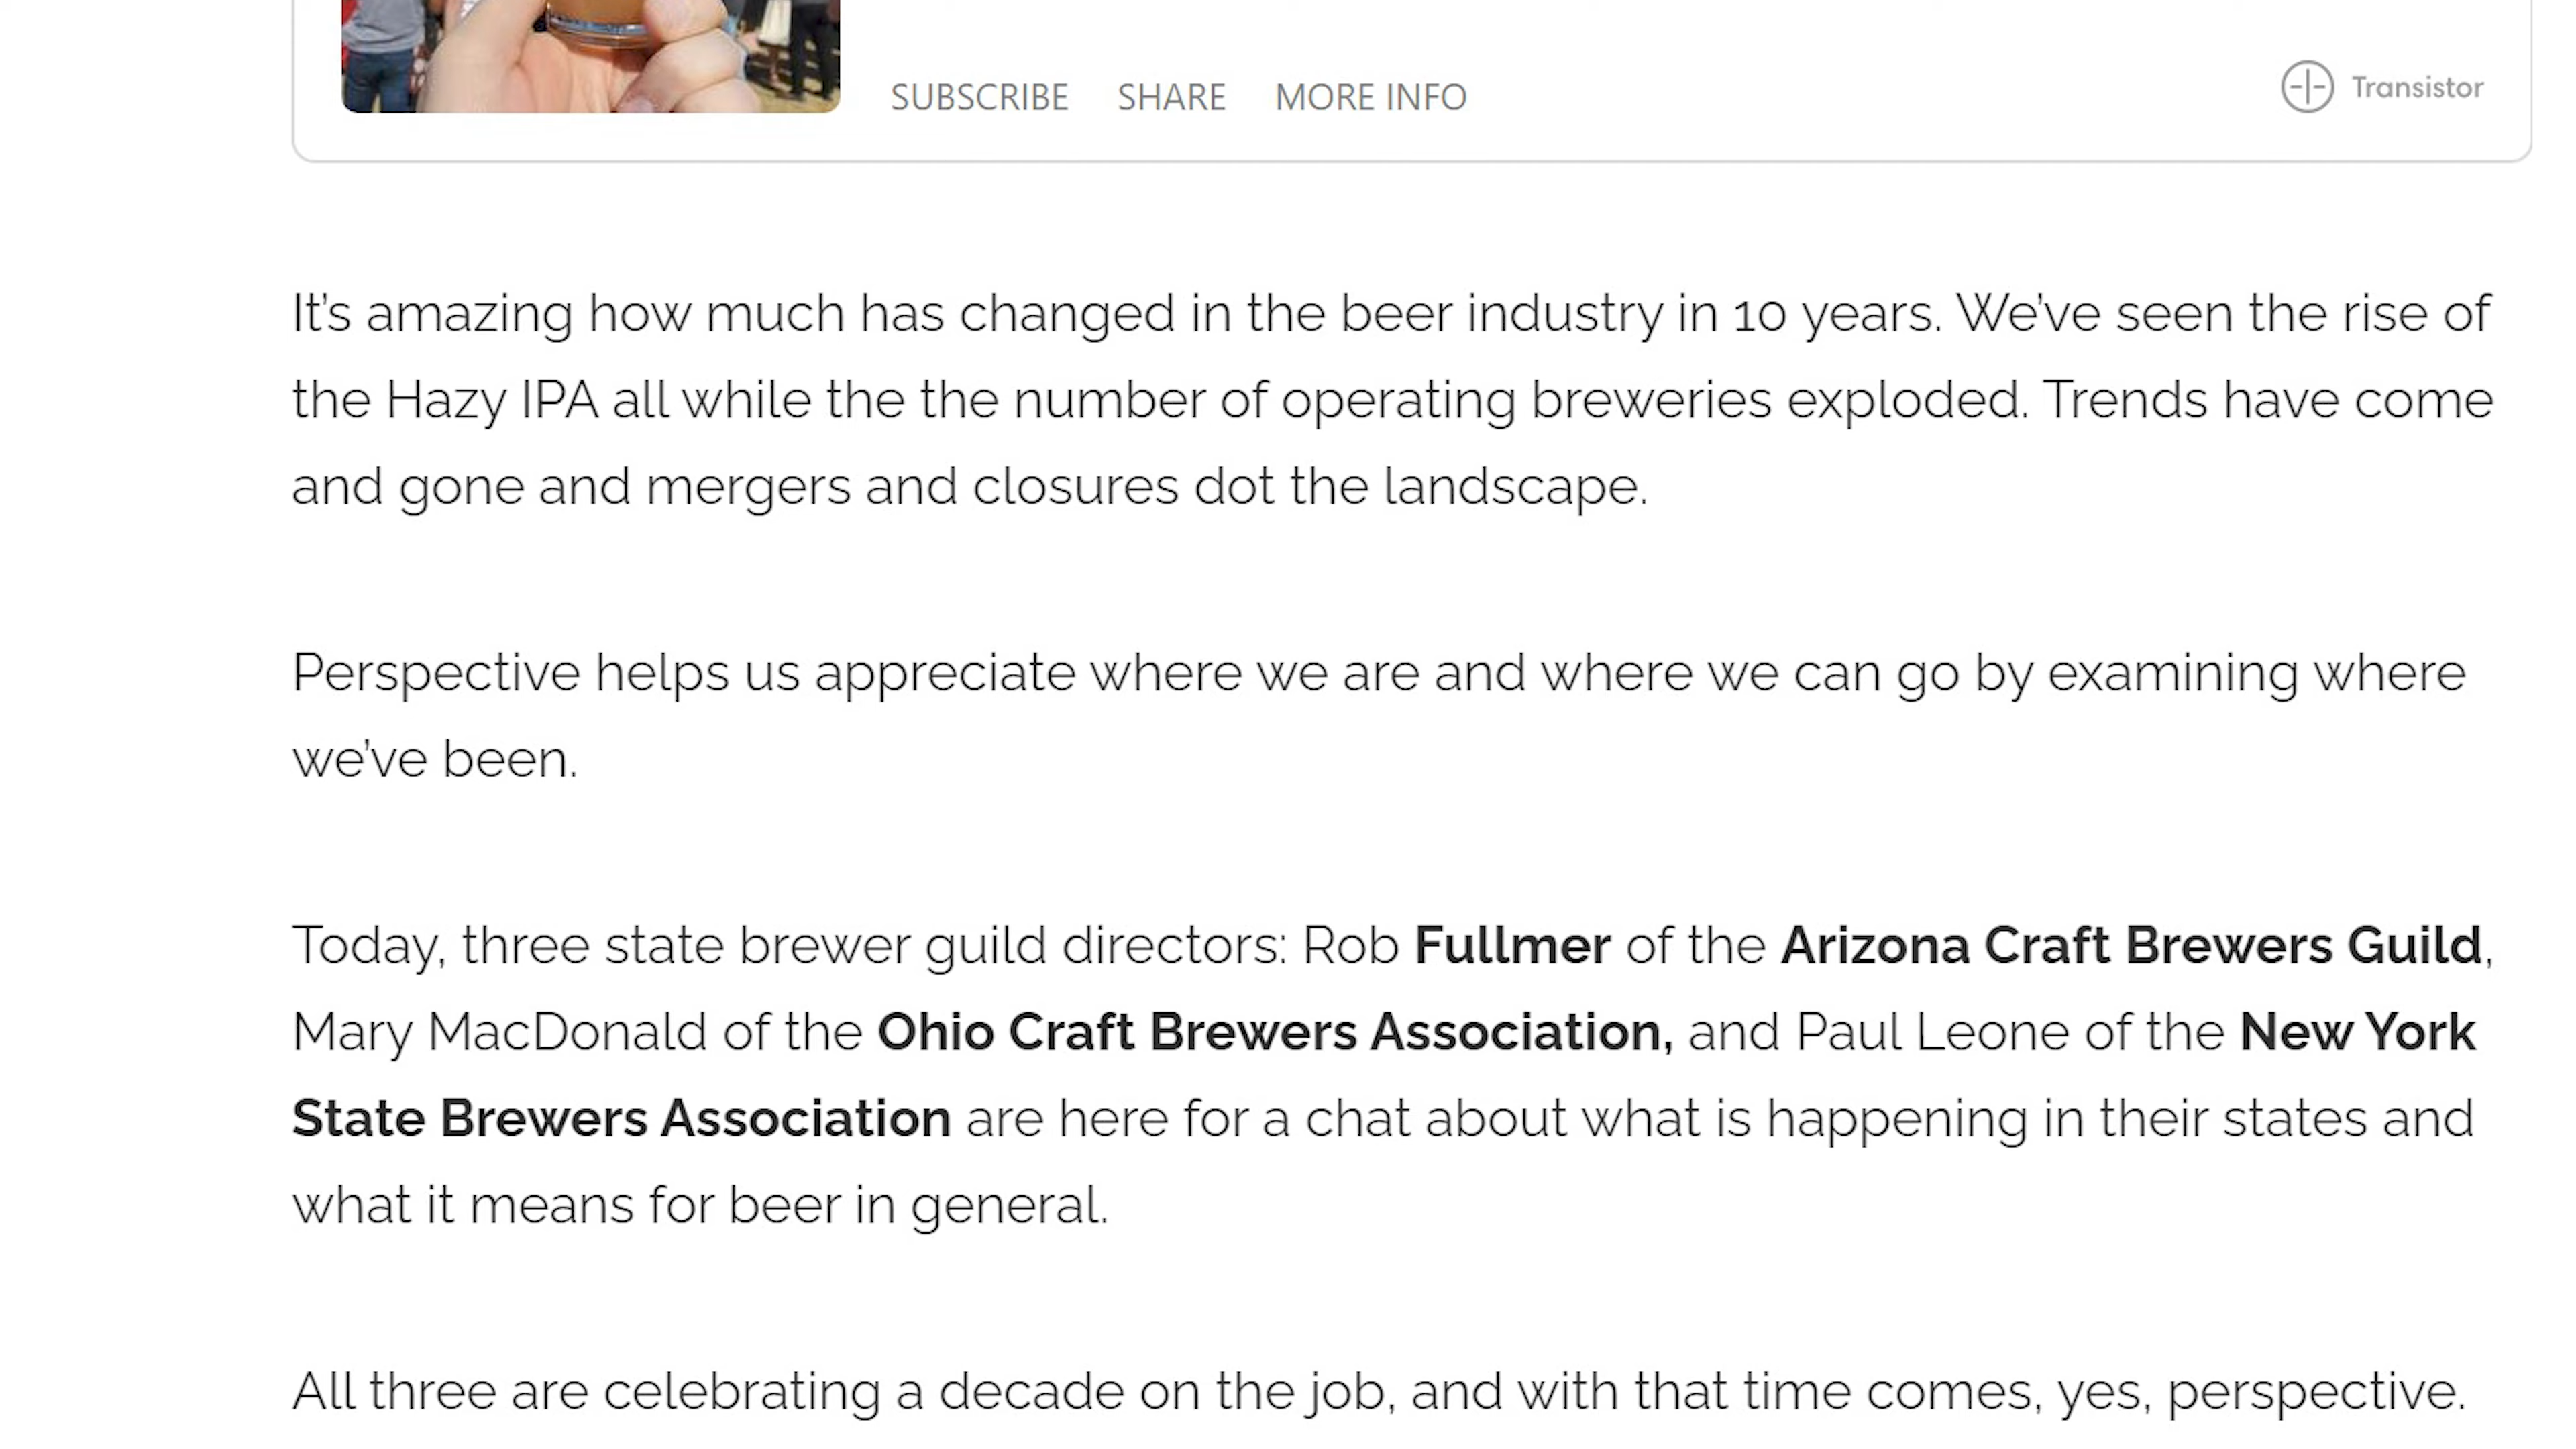 SUBSCRIBE SHARE MORE INFO Transistor
It's amazing how much has changed in the beer industry in 10 years. We've seen the rise of
the Hazy IPA all while the the number of operating breweries exploded. Trends have come
and gone and mergers and closures dot the landscape.
Perspective helps us appreciate where we are and where we can go by examining where
we've been.
Today, three state brewer guild directors: Rob Fullmer of the Arizona Craft Brewers Guild,
Mary MacDonald of the Ohio Craft Brewers Association, and Paul Leone of the New York
State Brewers Association are here for a chat about what is happening in their states and
what it means for beer in general.
All three are celebrating a decade on the job, and with that time comes, yes, perspective.